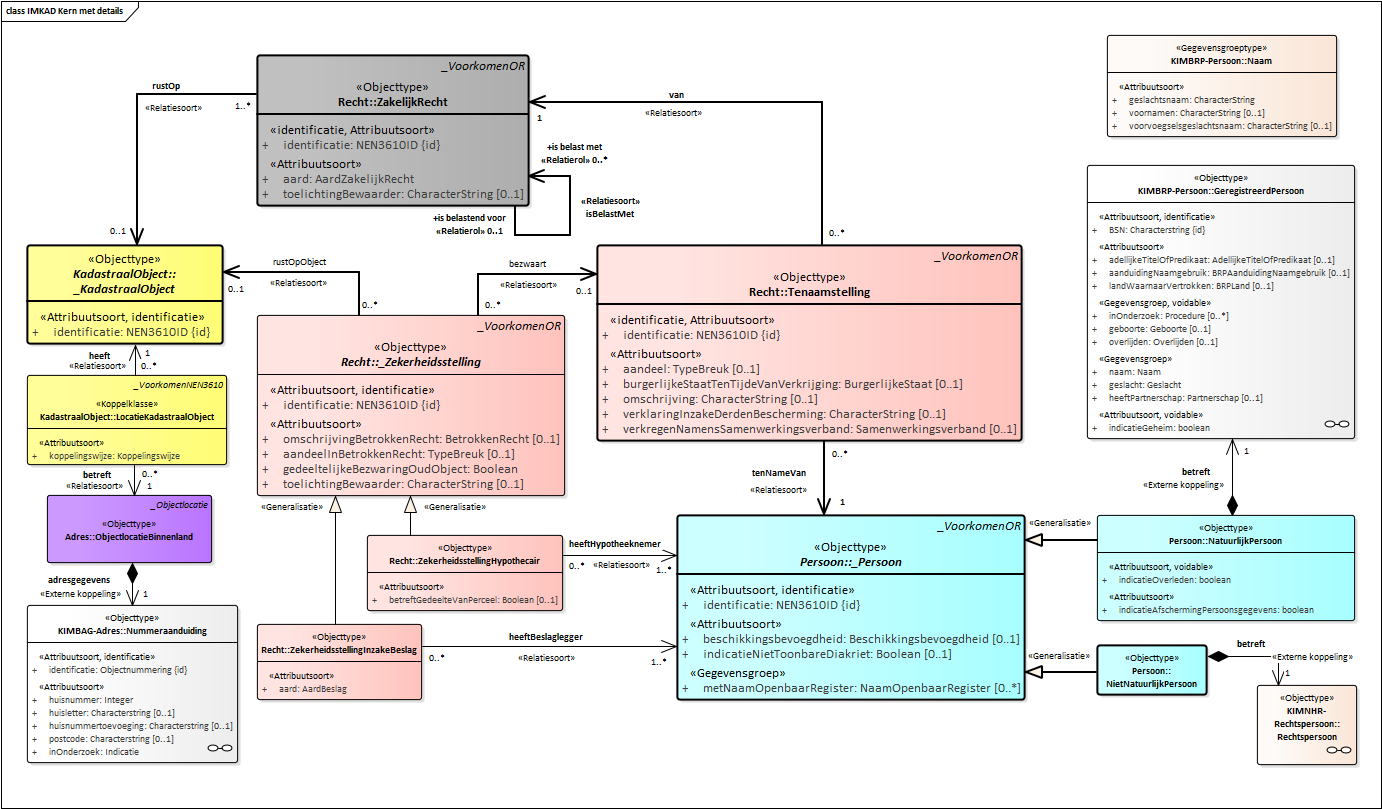 class IMKAD Kern met details
_VoorkomenOR
«Objecttype»
Recht::ZakelijkRecht
«identificatie, Attribuutsoort»
+ identificatie: NEN3610ID {id}
«Attribuutsoort»
+ aard: AardZakelijkRecht
+ toelichtingBewaarder: CharacterString [0..1]
rustOp
«Relatiesoort»
1..*
0..1
van
«Relatiesoort»
1
0..*
+is belast met
«Relatierol» 0..*
«Relatiesoort»
isBelastMet
+is belastend voor
«Relatierol» 0..1
«Gegevensgroeptype»
KIMBRP-Persoon::Naam
«Attribuutsoort»
+ geslachtsnaam: CharacterString
+ voornamen: CharacterString [0..1]
+ voorvoegselsgeslachtsnaam: CharacterString [0..1]
«Objecttype»
KIMBRP-Persoon::GeregistreerdPersoon
«Attribuutsoort, identificatie»
+ BSN: Characterstring {id}
«Attribuutsoort»
+ adellijkeTitelOfPredikaat: AdellijkeTitelOfPredikaat [0..1]
+ aanduidingNaamgebruik: BRPAanduidingNaamgebruik [0..1]
+ landWaarnaarVertrokken: BRPLand [0..1]
«Gegevensgroep, voidable»
+ inOnderzoek: Procedure [0..*]
+ geboorte: Geboorte [0..1]
+ overlijden: Overlijden [0..1]
«Gegevensgroep»
+ naam: Naam
+ geslacht: Geslacht
+ heeftPartnerschap: Partnerschap [0..1]
«Attribuutsoort, voidable»
+ indicatieGeheim: boolean
«Objecttype»
KadastraalObject::
_KadastraalObject
«Attribuutsoort, identificatie»
+ identificatie: NEN3610ID {id}
rustOpObject
«Relatiesoort»
0..1
0..*
bezwaart
«Relatiesoort»
0..*
0..1
_VoorkomenOR
«Objecttype»
Recht::Tenaamstelling
«identificatie, Attribuutsoort»
+ identificatie: NEN3610ID {id}
«Attribuutsoort»
+ aandeel: TypeBreuk [0..1]
+ burgerlijkeStaatTenTijdeVanVerkrijging: BurgerlijkeStaat [0..1]
+ omschrijving: CharacterString [0..1]
+ verklaringInzakeDerdenBescherming: CharacterString [0..1]
+ verkregenNamensSamenwerkingsverband: Samenwerkingsverband [0..1]
_VoorkomenOR
«Objecttype»
Recht::_Zekerheidsstelling
«Attribuutsoort, identificatie»
+ identificatie: NEN3610ID {id}
«Attribuutsoort»
+ omschrijvingBetrokkenRecht: BetrokkenRecht [0..1]
+ aandeelInBetrokkenRecht: TypeBreuk [0..1]
+ gedeeltelijkeBezwaringOudObject: Boolean
+ toelichtingBewaarder: CharacterString [0..1]
heeft
«Relatiesoort»
1
0..*
_VoorkomenNEN3610
«Koppelklasse»
KadastraalObject::LocatieKadastraalObject
«Attribuutsoort»
+ koppelingswijze: Koppelingswijze
betreft
«Relatiesoort»
0..*
1
_Objectlocatie
«Objecttype»
Adres::ObjectlocatieBinnenland
adresgegevens
«Externe koppeling»
1
«Objecttype»
KIMBAG-Adres::Nummeraanduiding
«Attribuutsoort, identificatie»
+ identificatie: Objectnummering {id}
«Attribuutsoort»
+ huisnummer: Integer
+ huisletter: Characterstring [0..1]
+ huisnummertoevoeging: Characterstring [0..1]
+ postcode: Characterstring [0..1]
+ inOnderzoek: Indicatie
«Generalisatie»
«Generalisatie»
«Objecttype»
Recht::ZekerheidsstellingHypothecair
«Attribuutsoort»
+ betreftGedeelteVanPerceel: Boolean [0..1]
heeftHypotheeknemer
0..*
«Relatiesoort»
1..*
«Objecttype»
Recht::ZekerheidsstellingInzakeBeslag
«Attribuutsoort»
+ aard: AardBeslag
heeftBeslaglegger
0..*
«Relatiesoort»
1..*
tenNameVan
«Relatiesoort»
0..*
1
_VoorkomenOR
«Objecttype»
Persoon::_Persoon
«Attribuutsoort, identificatie»
+ identificatie: NEN3610ID {id}
«Attribuutsoort»
+ beschikkingsbevoegdheid: Beschikkingsbevoegdheid [0..1]
+ indicatieNietToonbareDiakriet: Boolean [0..1]
«Gegevensgroep»
+ metNaamOpenbaarRegister: NaamOpenbaarRegister [0..*]
betreft
«Externe koppeling»
1
«Generalisatie»
«Objecttype»
Persoon::NatuurlijkPersoon
«Attribuutsoort, voidable»
+ indicatieOverleden: boolean
«Attribuutsoort»
+ indicatieAfschermingPersoonsgegevens: boolean
«Generalisatie»
«Objecttype»
Persoon::
NietNatuurlijkPersoon
betreft
«Externe koppeling»
1
«Objecttype»
KIMNHR-
Rechtspersoon::
Rechtspersoon